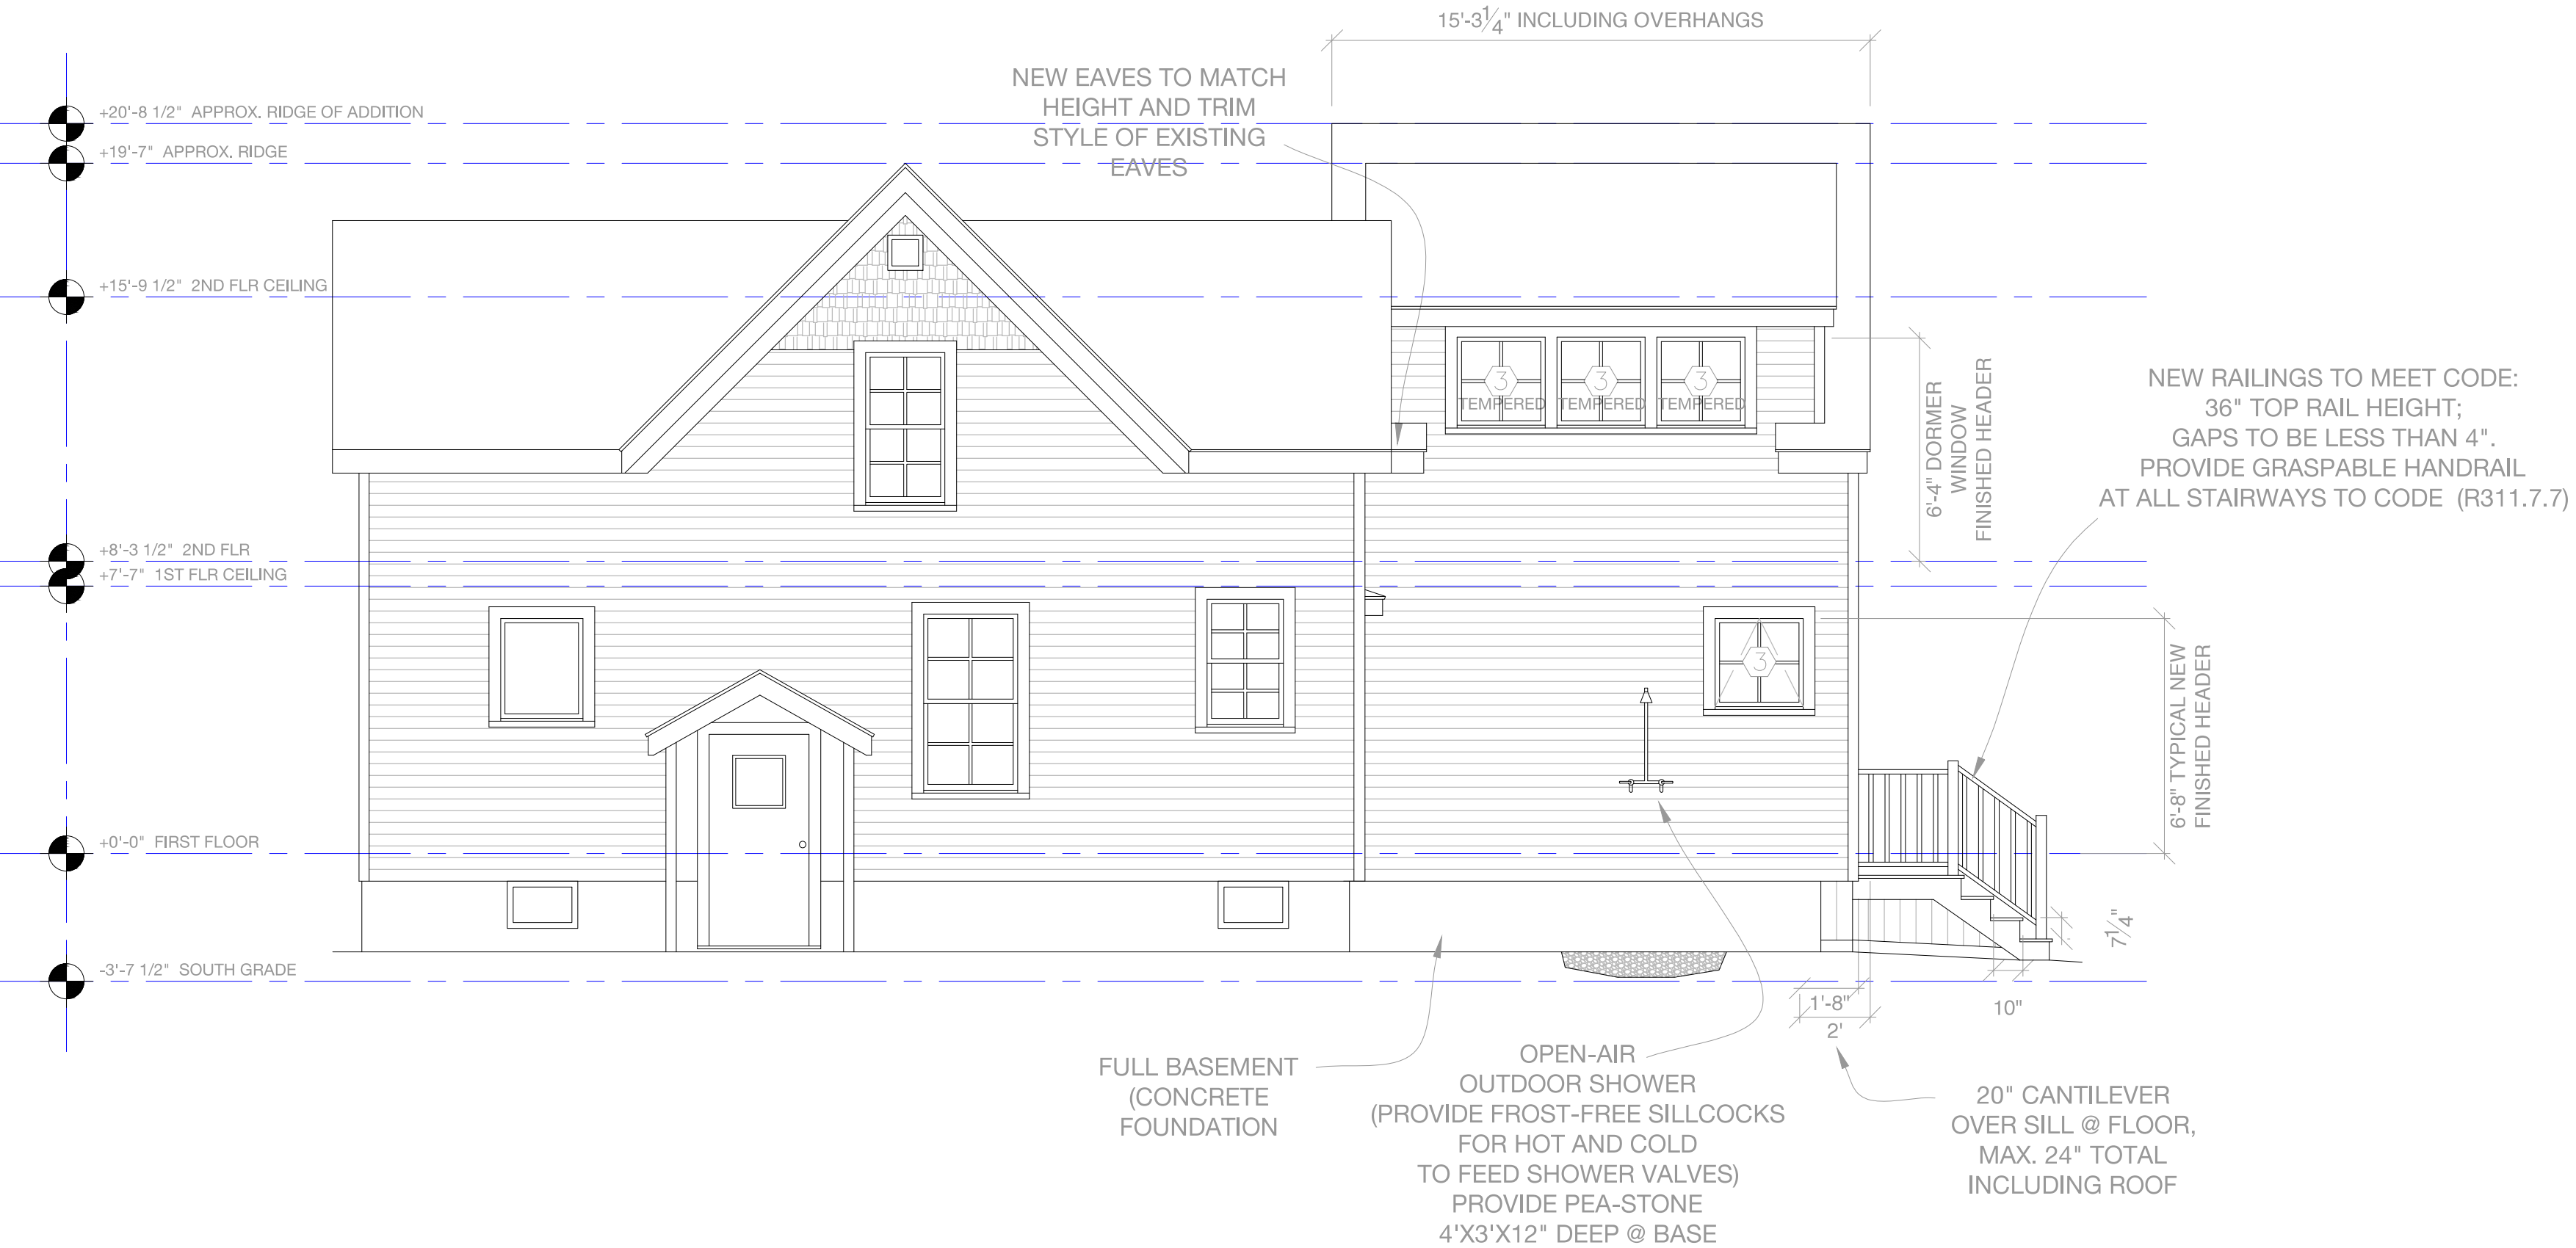 15'-3 1/4" INCLUDING OVERHANGS
NEW EAVES TO MATCH
HEIGHT AND TRIM
STYLE OF EXISTING
EAVES
+20'-8 1/2" APPROX. RIDGE OF ADDITION
+19'-7" APPROX. RIDGE
+15'-9 1/2" 2ND FLR CEILING
+8'-3 1/2" 2ND FLR
+7'-7" 1ST FLR CEILING
+0'-0" FIRST FLOOR
-3'-7 1/2" SOUTH GRADE
3
TEMPERED
3
TEMPERED
3
TEMPERED
6'-4" DORMER
WINDOW
FINISHED HEADER
NEW RAILINGS TO MEET CODE:
36" TOP RAIL HEIGHT;
GAPS TO BE LESS THAN 4".
PROVIDE GRASPABLE HANDRAIL
AT ALL STAIRWAYS TO CODE (R311.7.7)
3
6'-8" TYPICAL NEW
FINISHED HEADER
7 1/4"
10"
1'-8"
2'
FULL BASEMENT
(CONCRETE
FOUNDATION
OPEN-AIR
OUTDOOR SHOWER
(PROVIDE FROST-FREE SILLCOCKS
FOR HOT AND COLD
TO FEED SHOWER VALVES)
PROVIDE PEA-STONE
4'X3'X12" DEEP @ BASE
20" CANTILEVER
OVER SILL @ FLOOR,
MAX. 24" TOTAL
INCLUDING ROOF